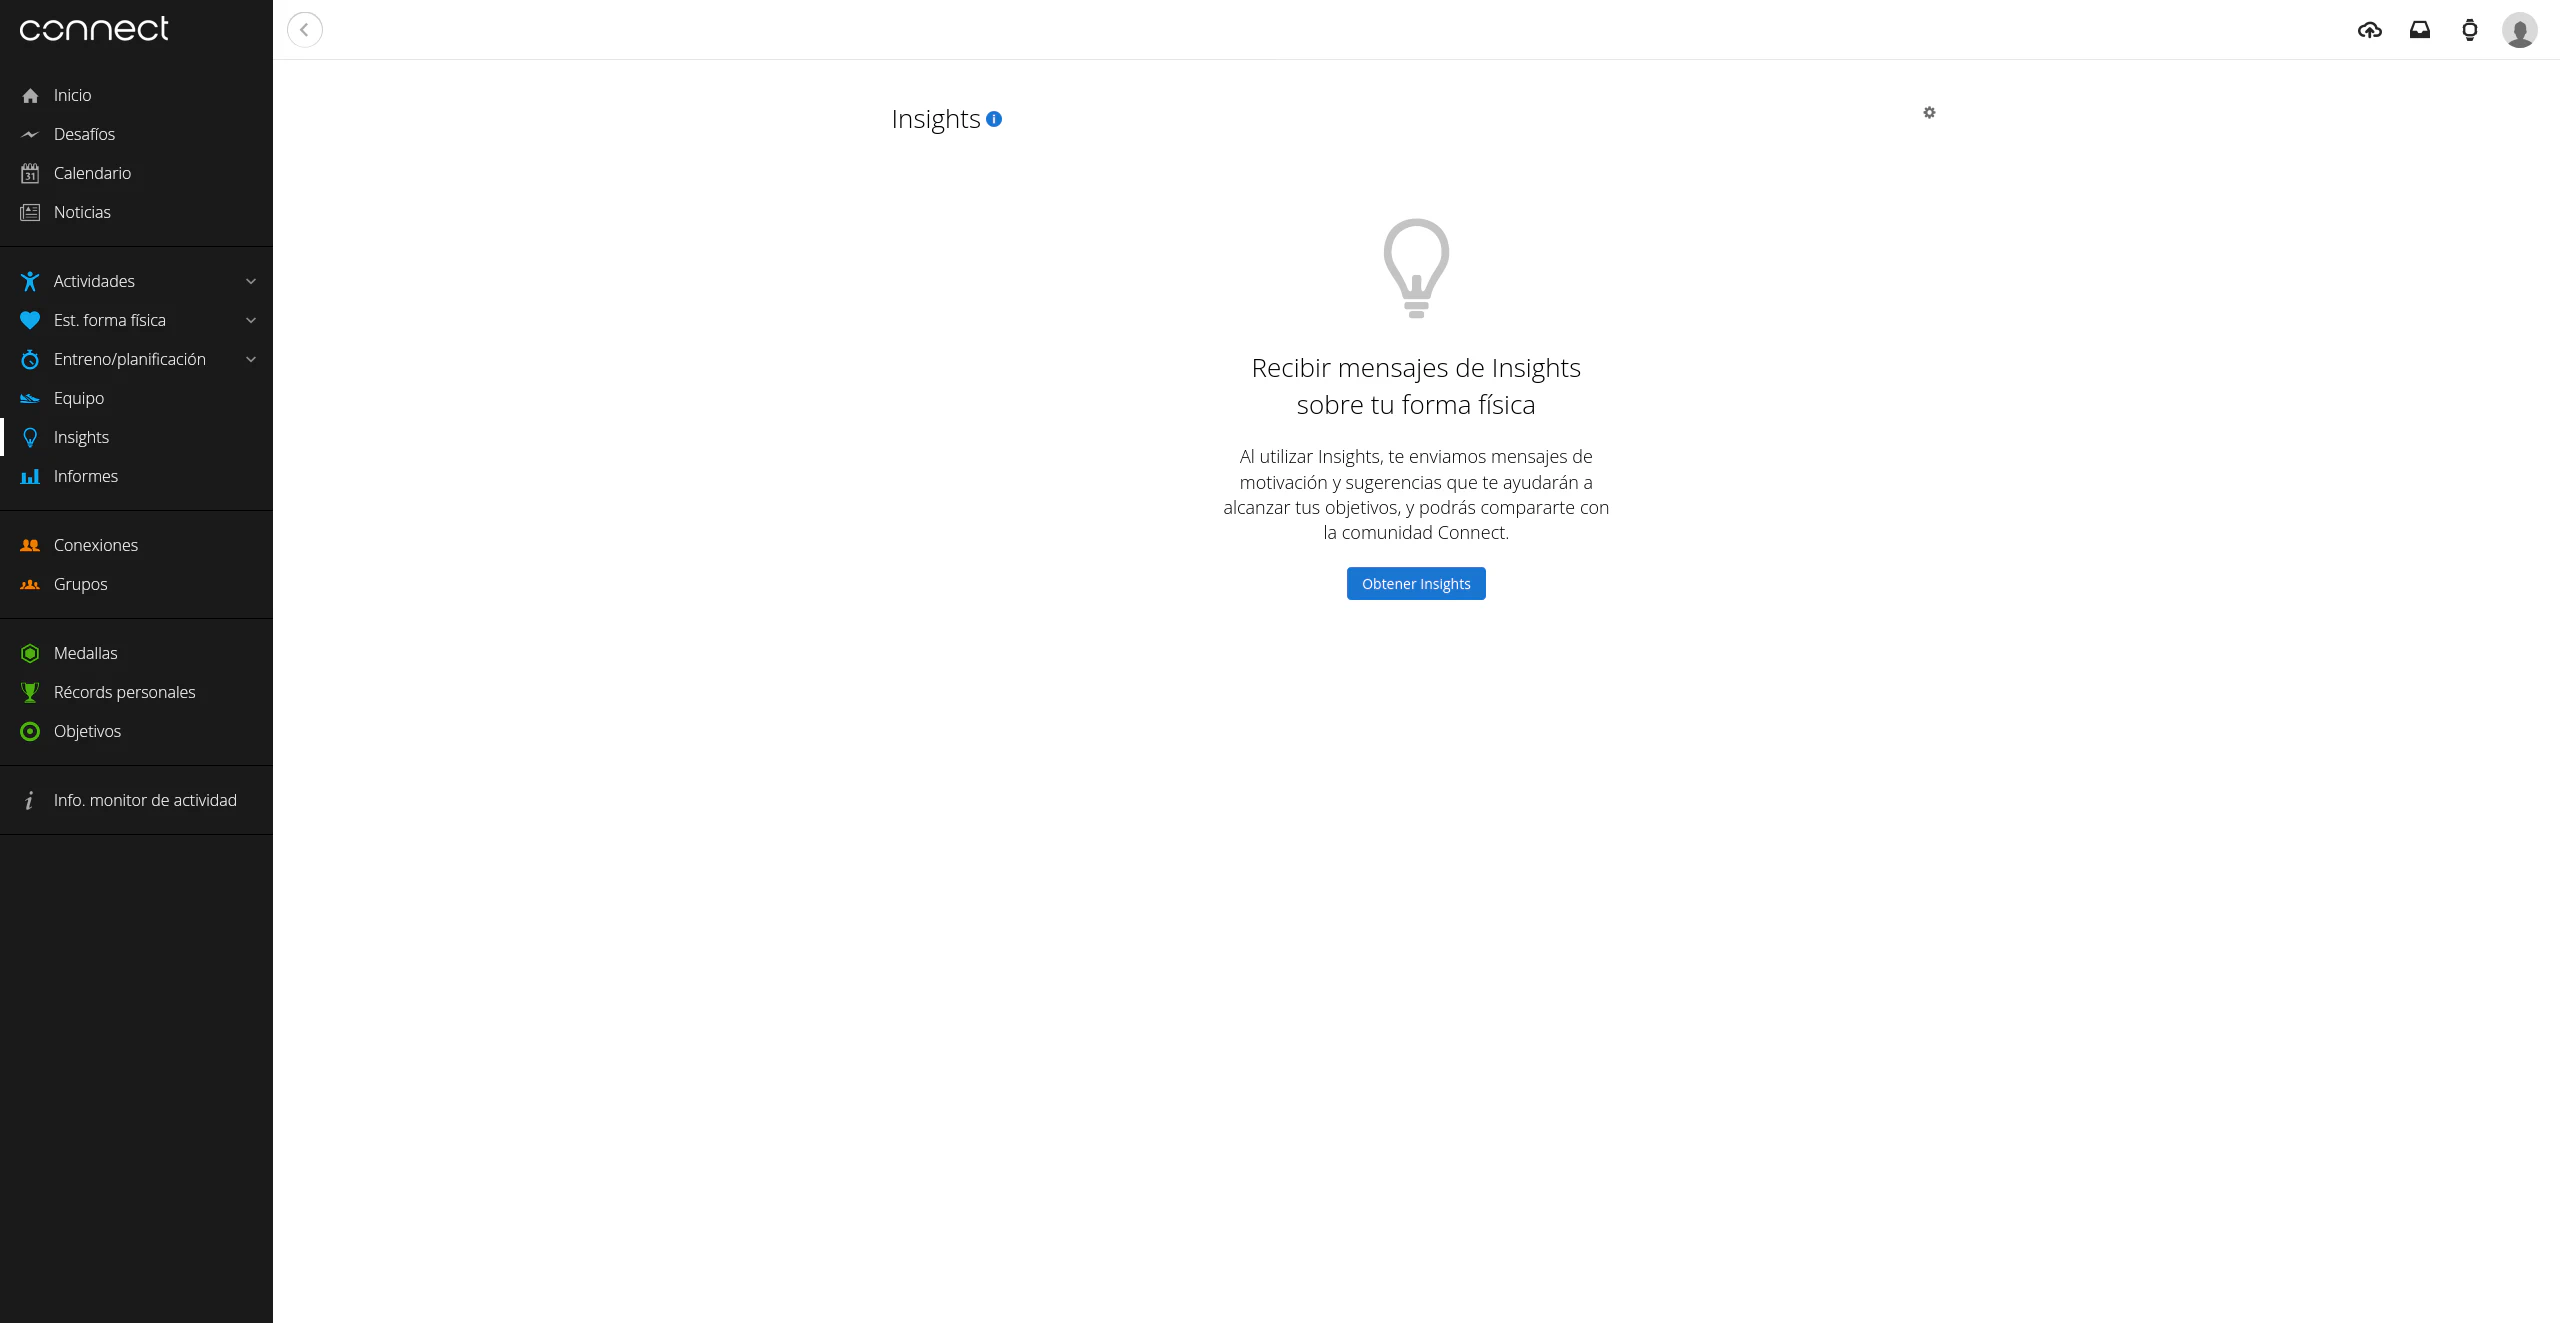 connect
Inicio
Desafíos
31
Calendario
Noticias
Actividades
Est. forma física
Entreno/planificación
Equipo
Insights
Informes
Conexiones
Grupos
Medallas
Récords personales
Objetivos
i Info. monitor de actividad
Insights i
Recibir mensajes de Insights
sobre tu forma física
Al utilizar Insights, te enviamos mensajes de
motivación y sugerencias que te ayudarán a
alcanzar tus objetivos, y podrás compararte con
la comunidad Connect.
Obtener Insights